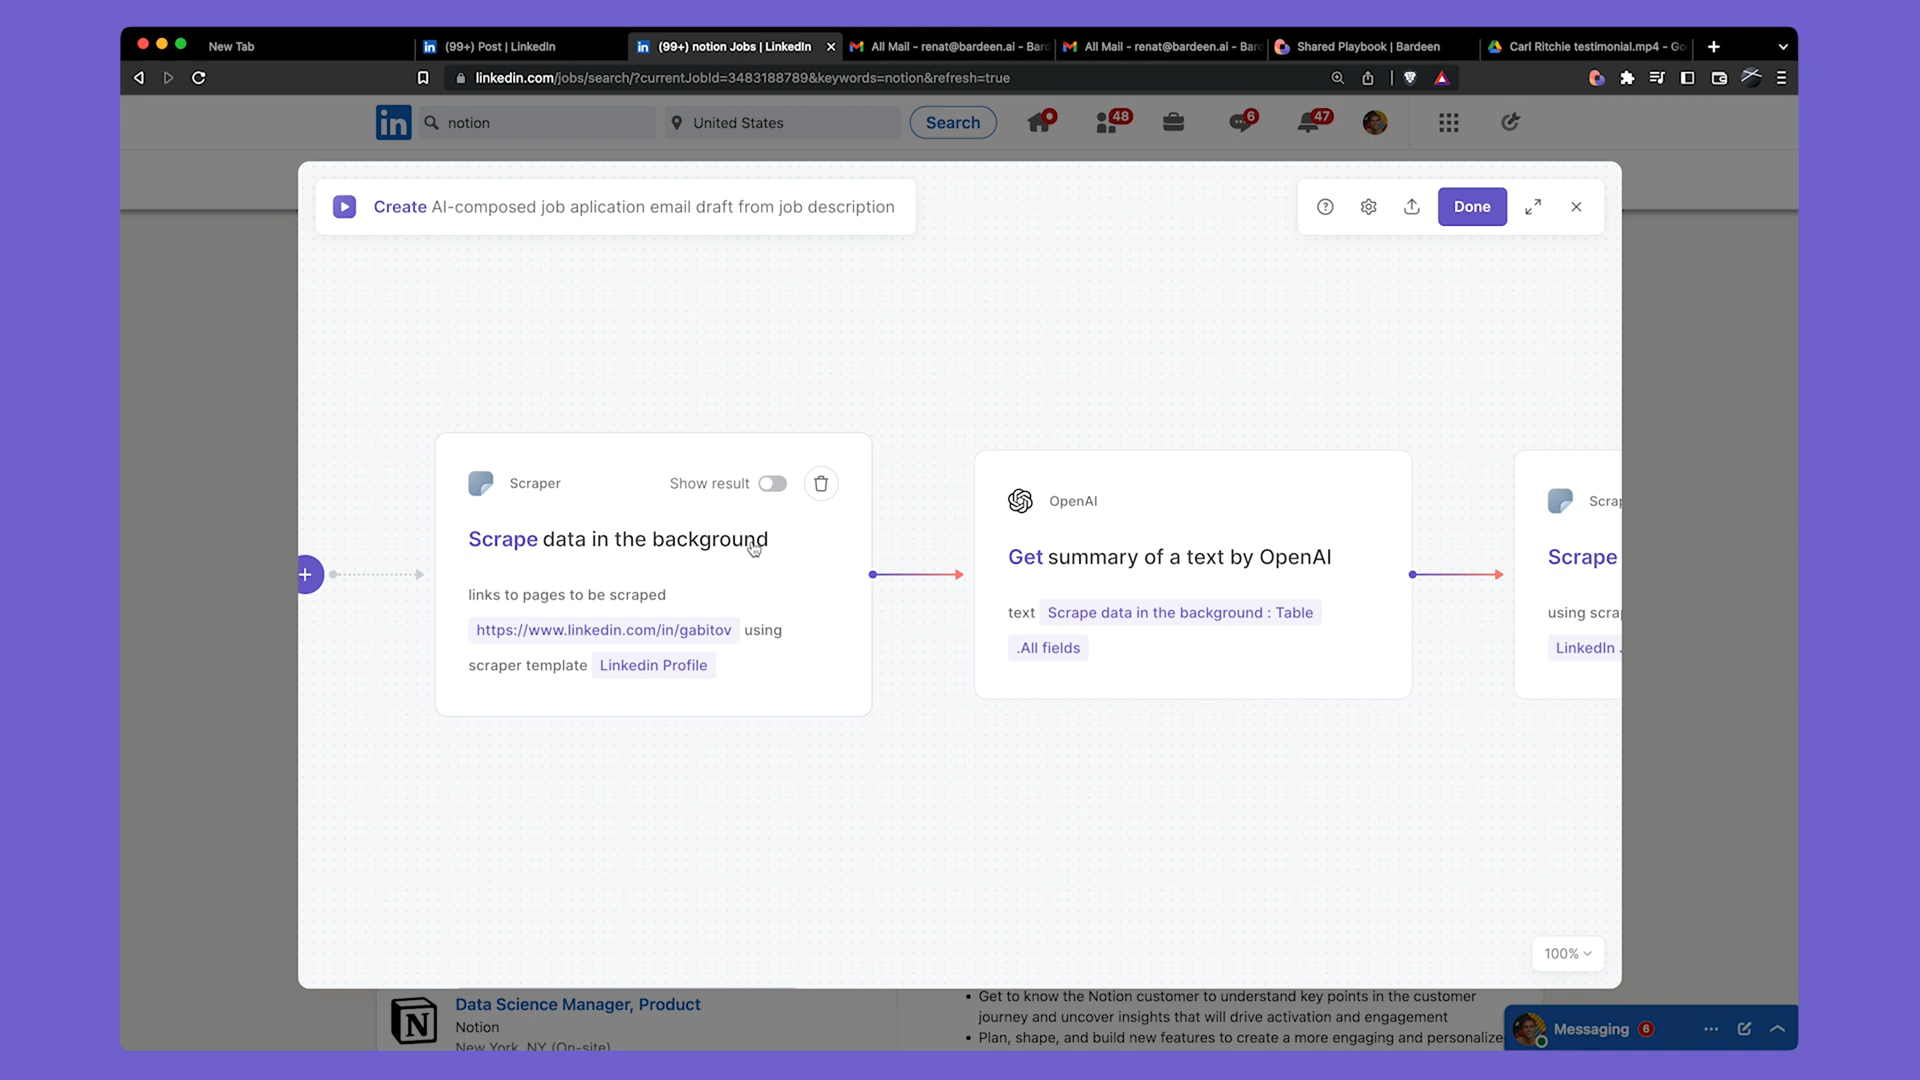 New Tab
(99+) Post | LinkedIn
(99+) notion Jobs | LinkedIn
All Mail - renat@bardeen.ai - Bar
All Mail - renat@bardeen.ai - Bar
Shared Playbook | Bardeen
Carl Ritchie testimonial.mp4 - Go
linkedin.com/jobs/search/?currentJobId=3483188789&keywords=notion&refresh=true
in
notion
United States
Search
48
6
47
Create AI-composed job aplication email draft from job description
Done
Scraper
Show result
Scrape data in the background
links to pages to be scraped
https://www.linkedin.com/in/gabitov using
scraper template Linkedin Profile
OpenAI
Get summary of a text by OpenAI
text Scrape data in the background : Table
.All fields
Scrap
Scrape
using scra
LinkedIn
100%
Data Science Manager, Product
Notion
New York, NY (On-site)
• Get to know the Notion customer to understand key points in the customer
journey and uncover insights that will drive activation and engagement
• Plan, shape, and build new features to create a more engaging and personalize
Messaging 6